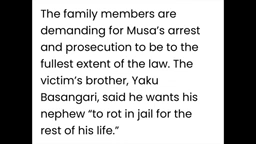 The family members are
demanding for Musa's arrest
and prosecution to be to the
fullest extent of the law. The
victim's brother, Yaku
Basangari, said he wants his
nephew “to rot in jail for the
rest of his life.”